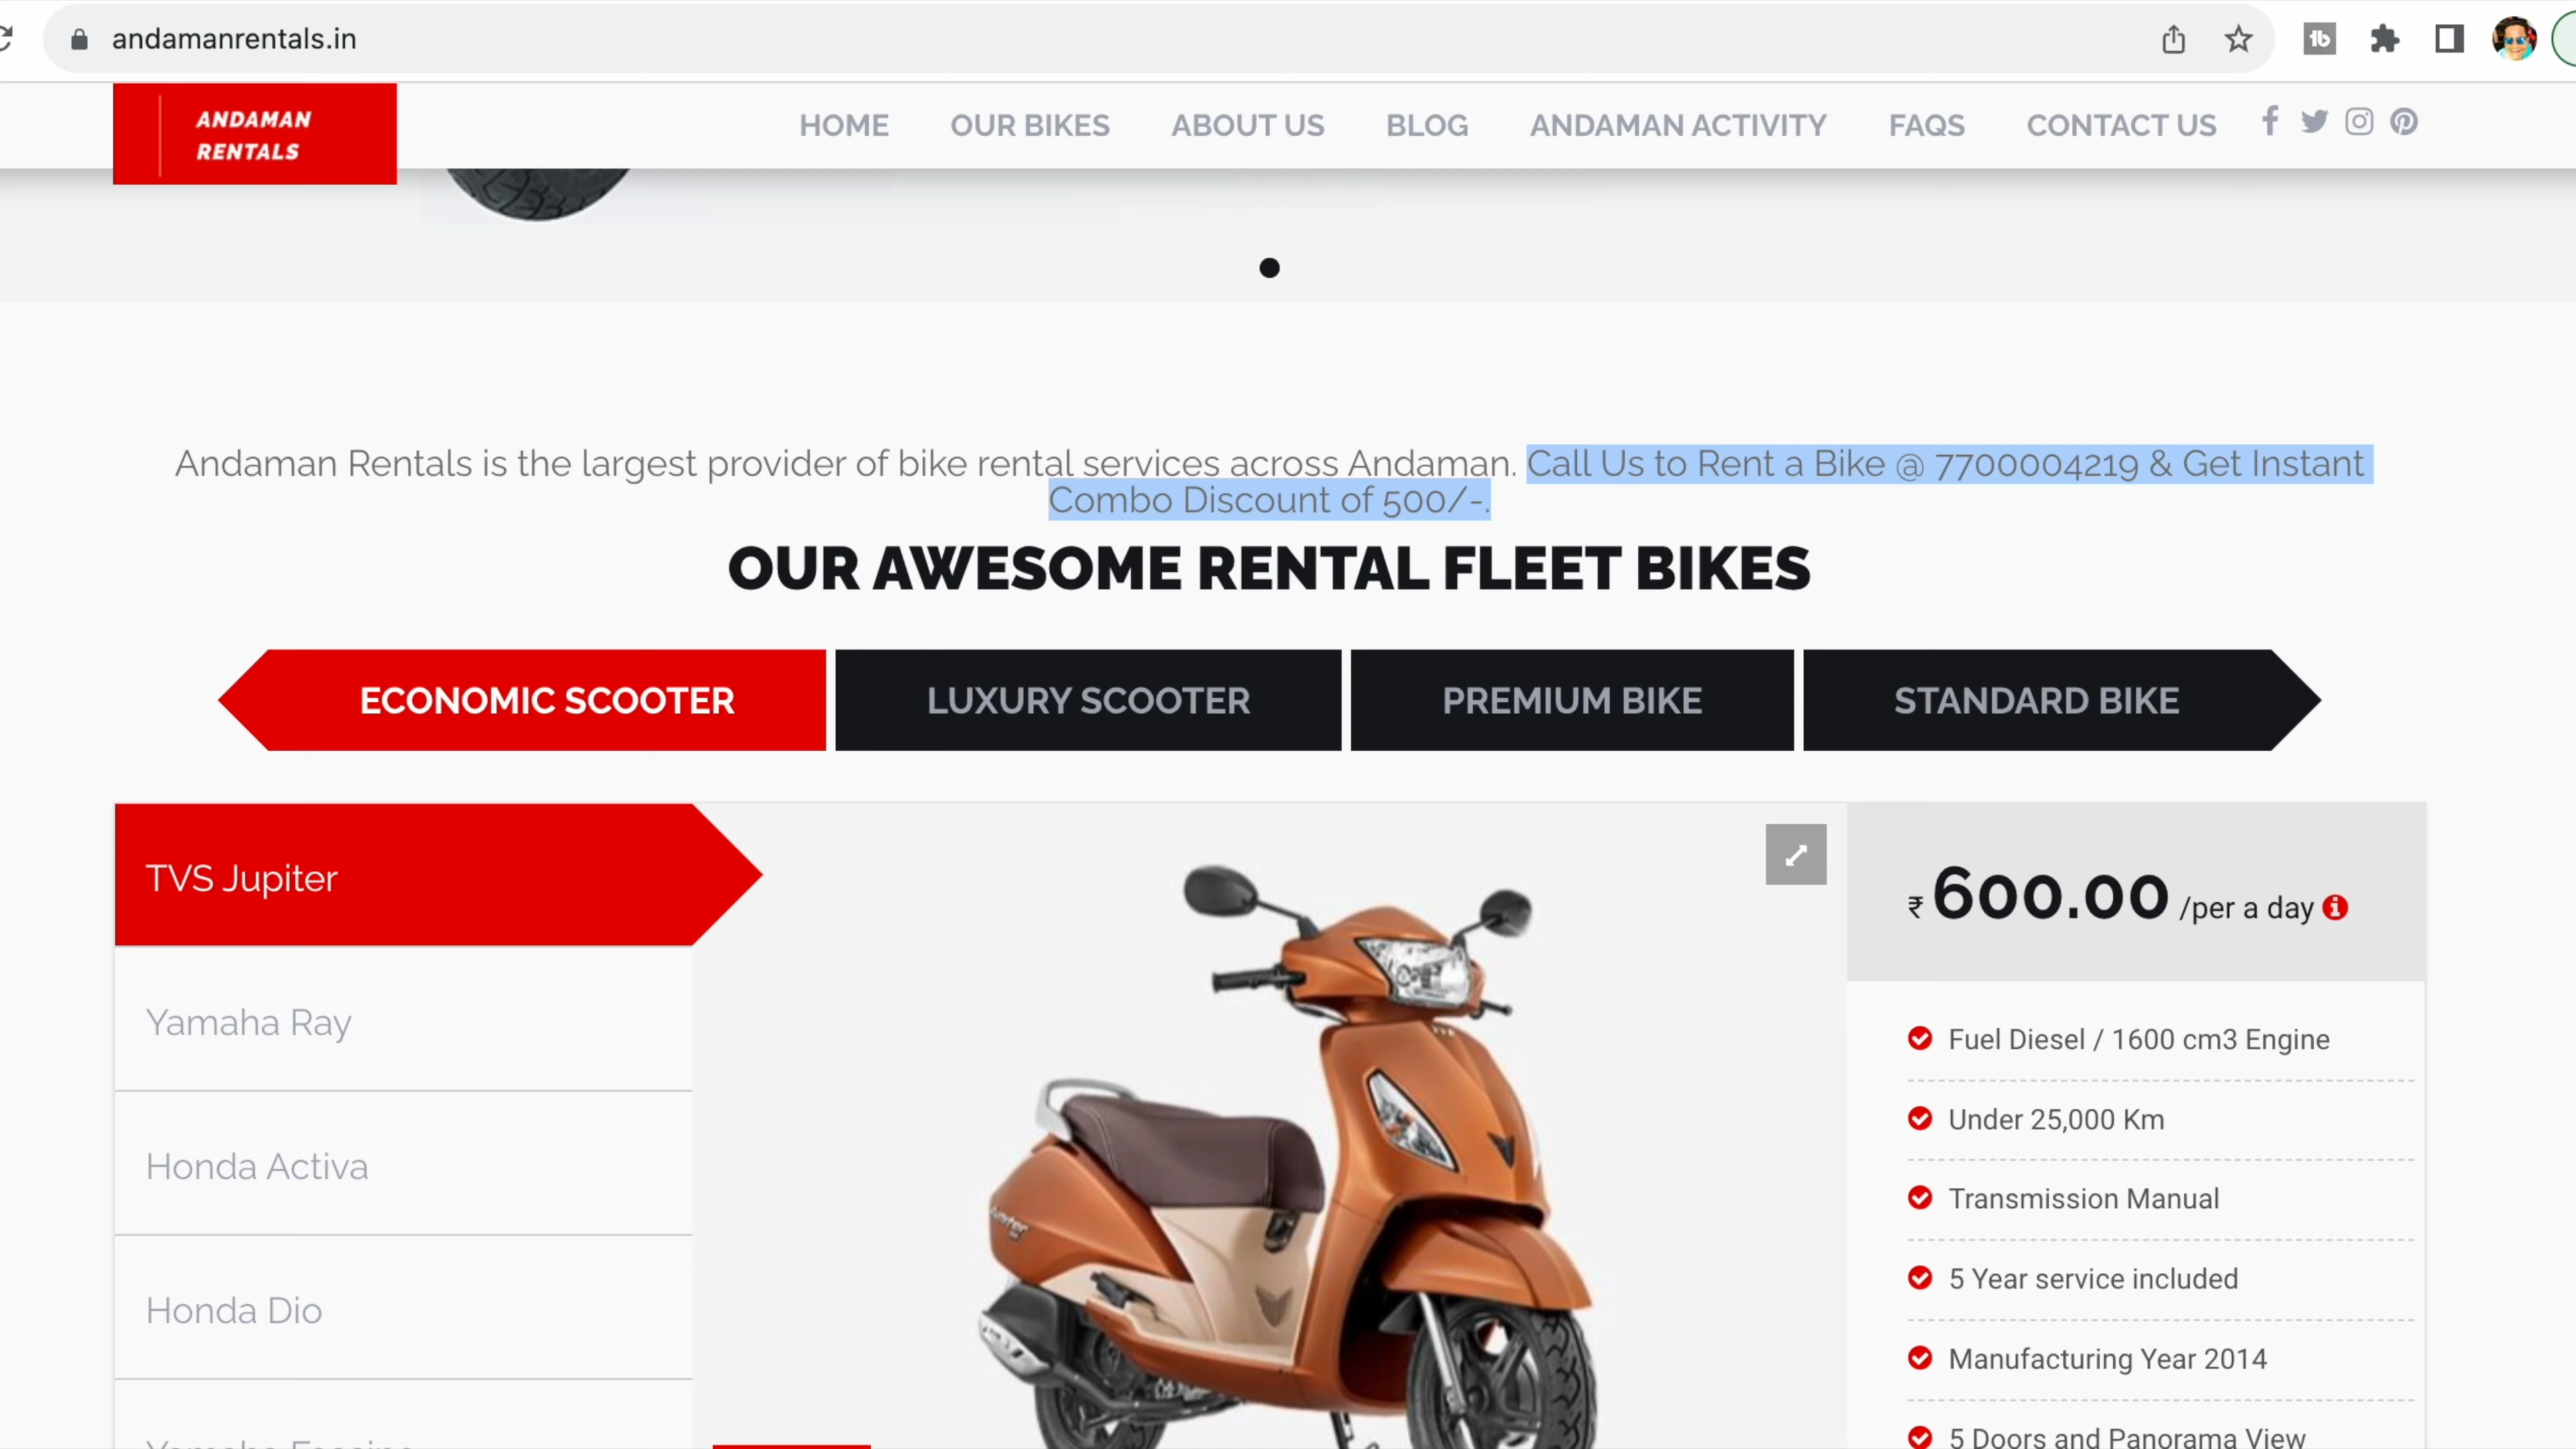 andamanrentals.in
ANDAMAN
RENTALS
HOME OUR BIKES ABOUT US BLOG ANDAMAN ACTIVITY FAQS CONTACT US
Andaman Rentals is the largest provider of bike rental services across Andaman. Call Us to Rent a Bike @ 7700004219 & Get Instant
Combo Discount of 500/-.
OUR AWESOME RENTAL FLEET BIKES
ECONOMIC SCOOTER LUXURY SCOOTER PREMIUM BIKE STANDARD BIKE
TVS Jupiter
Yamaha Ray
Honda Activa
Honda Dio
₹ 600.00 /per a day
Fuel Diesel / 1600 cm3 Engine
Under 25,000 Km
Transmission Manual
5 Year service included
Manufacturing Year 2014
5 Doors and Panorama View